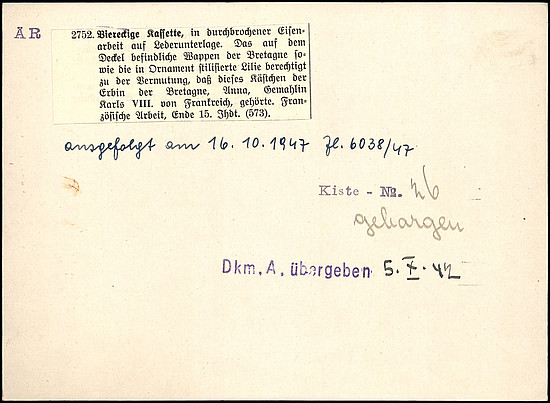 AR
2752. Viereckige Kassette, in durchbrochener Eisen-
arbeit auf Lederunterlage. Das auf dem
Deckel befindliche Wappen der Bretagne so-
wie die in Ornament stilisierte Lilie berechtigt
zu der Vermutung, daß dieses Kästchen der
Erbin der Bretagne, Anna, Gemahlin
Karls VIII. von Frankreich, gehörte. Fran-
zösische Arbeit, Ende 15. Jhdt. (573).
ausgefolgt am 16. 10. 1947 Zl. 6038/47
Kiste - Nr. 26
geborgen
Dkm. A. übergeben 5. X. 42